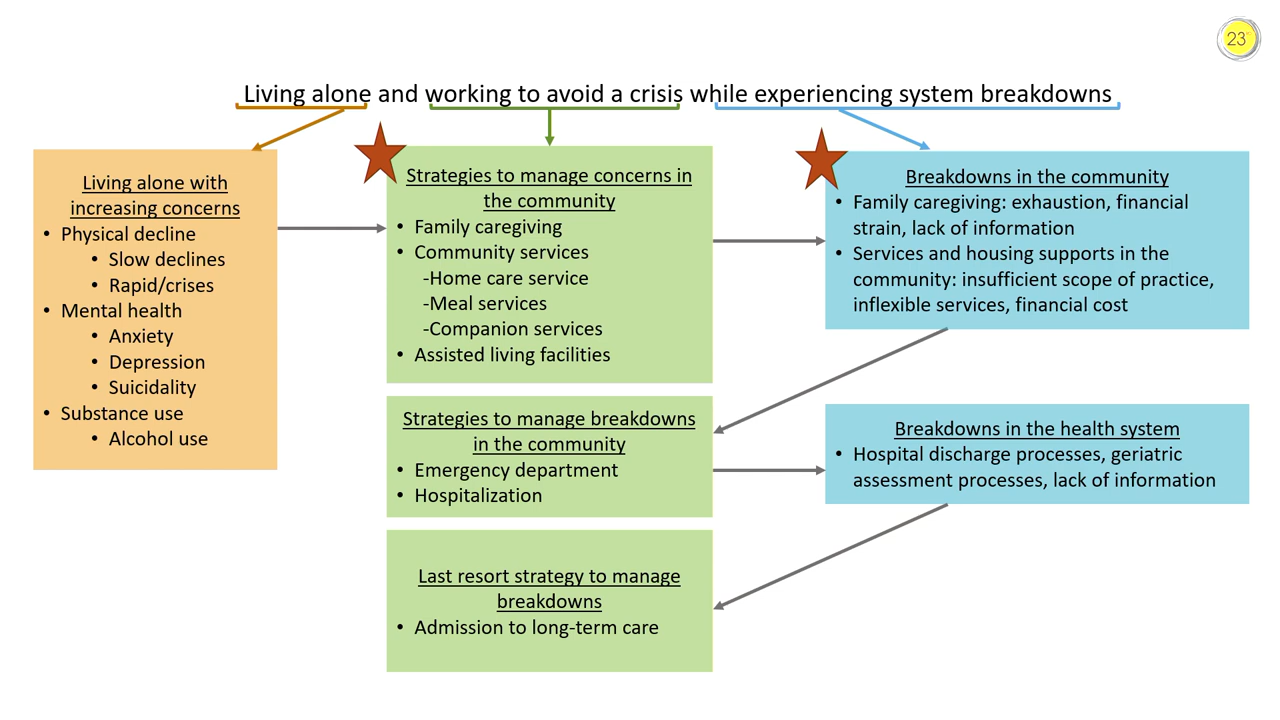 23
Living alone and working to avoid a crisis while experiencing system breakdowns
Living alone with
increasing concerns
• Physical decline
• Slow declines
• Rapid/crises
• Mental health
• Anxiety
• Depression
• Suicidality
• Substance use
• Alcohol use
Strategies to manage concerns in
the community
• Family caregiving
• Community services
-Home care service
-Meal services
-Companion services
• Assisted living facilities
Breakdowns in the community
• Family caregiving: exhaustion, financial
strain, lack of information
• Services and housing supports in the
community: insufficient scope of practice,
inflexible services, financial cost
Strategies to manage breakdowns
in the community
• Emergency department
• Hospitalization
Breakdowns in the health system
• Hospital discharge processes, geriatric
assessment processes, lack of information
Last resort strategy to manage
breakdowns
• Admission to long-term care